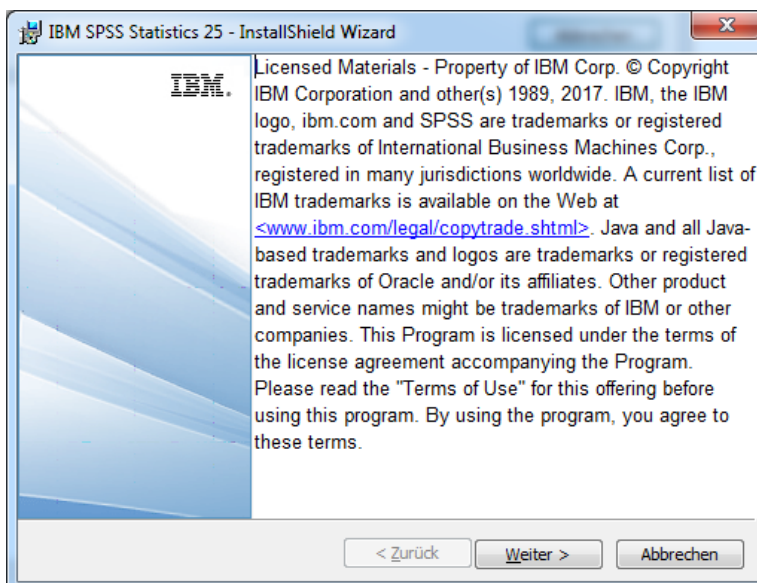 IBM SPSS Statistics 25 - InstallShield Wizard
IBM.
Licensed Materials - Property of IBM Corp. © Copyright
IBM Corporation and other(s) 1989, 2017. IBM, the IBM
logo, ibm.com and SPSS are trademarks or registered
trademarks of International Business Machines Corp.,
registered in many jurisdictions worldwide. A current list of
IBM trademarks is available on the Web at
<www.ibm.com/legal/copytrade.shtml>. Java and all Java-
based trademarks and logos are trademarks or registered
trademarks of Oracle and/or its affiliates. Other product
and service names might be trademarks of IBM or other
companies. This Program is licensed under the terms of
the license agreement accompanying the Program.
Please read the "Terms of Use" for this offering before
using this program. By using the program, you agree to
these terms.
< Zurück Weiter > Abbrechen